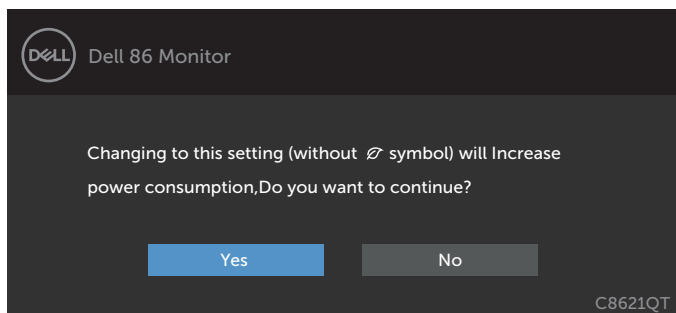 DELL
Dell 86 Monitor
Changing to this setting (without symbol) will Increase
power consumption,Do you want to continue?
Yes
No
C8621QT